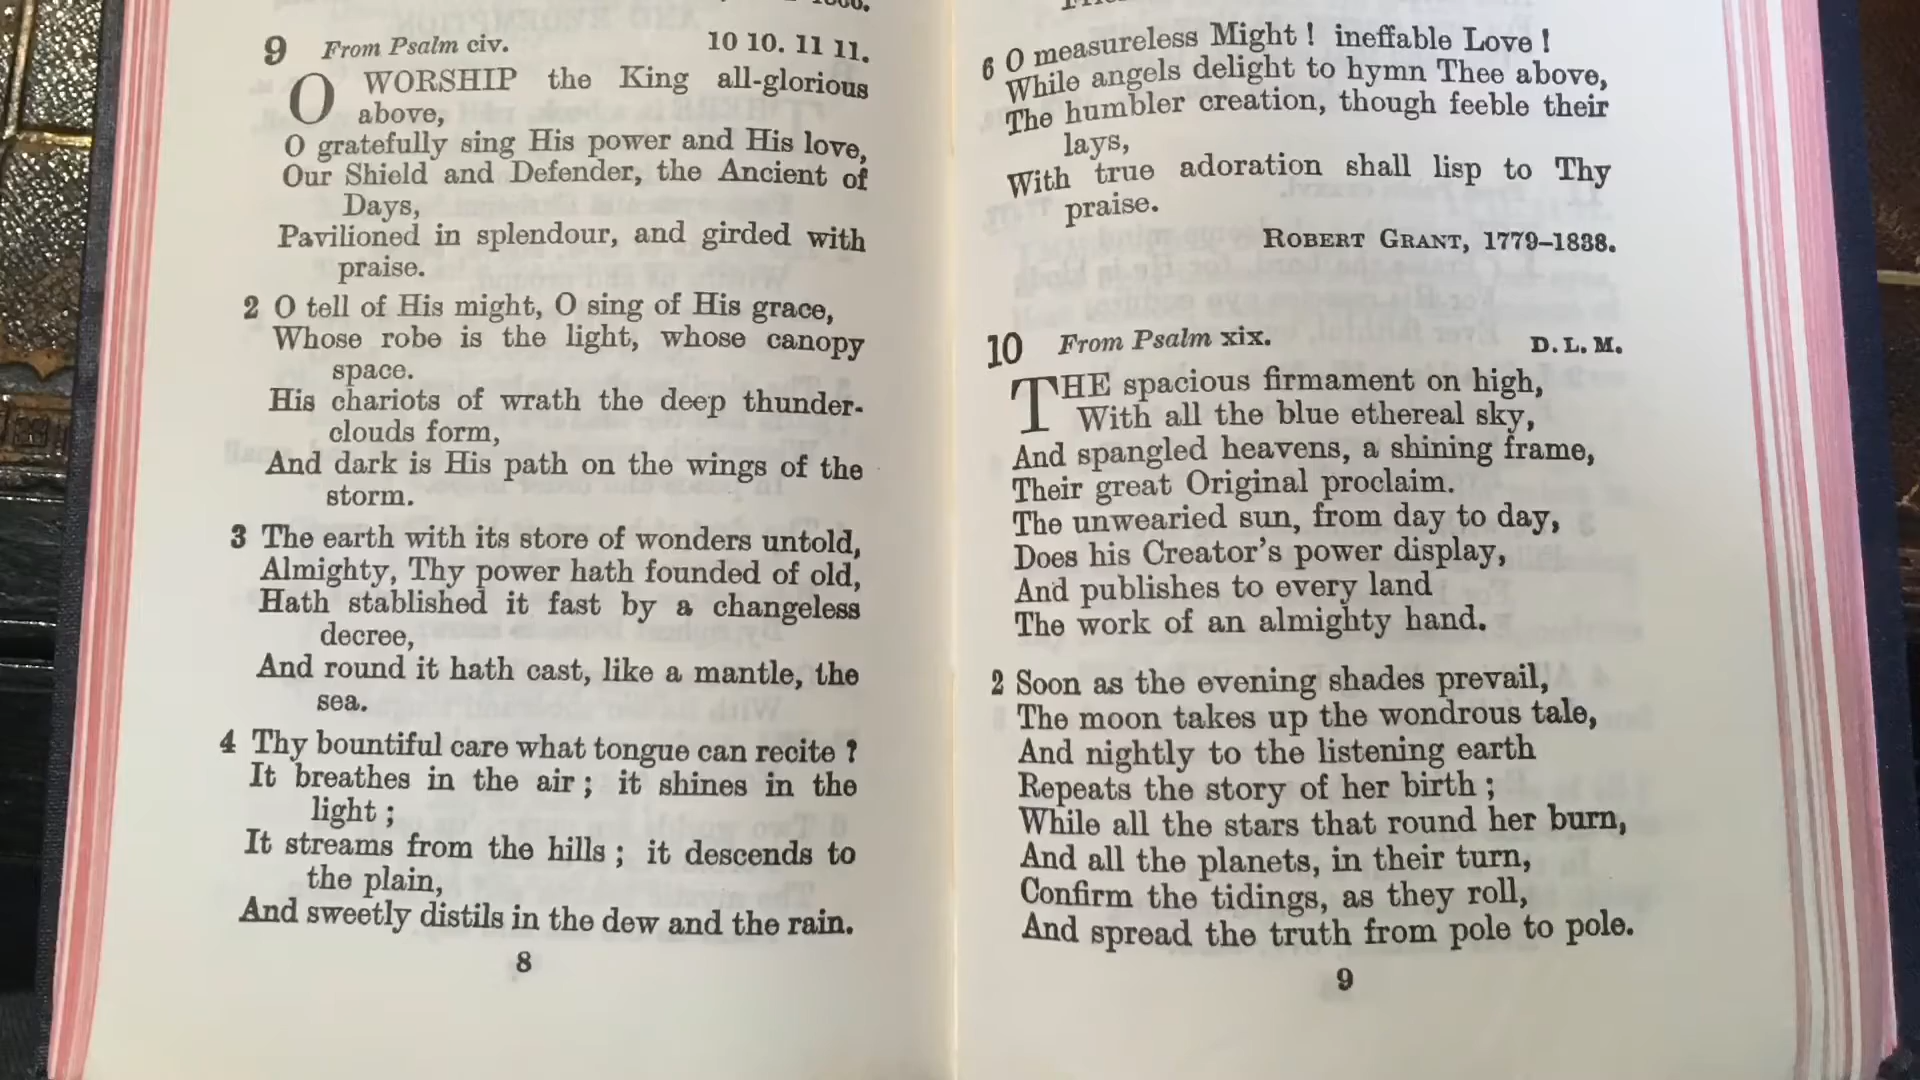 1866.
9 From Psalm civ. 10 10. 11 11.
O WORSHIP the King all-glorious
above,
O gratefully sing His power and His love,
Our Shield and Defender, the Ancient of
Days,
Pavilioned in splendour, and girded with
praise.
2 O tell of His might, O sing of His grace,
Whose robe is the light, whose canopy
space.
His chariots of wrath the deep thunder-
clouds form,
And dark is His path on the wings of the
storm.
3 The earth with its store of wonders untold,
Almighty, Thy power hath founded of old,
Hath stablished it fast by a changeless
decree,
And round it hath cast, like a mantle, the
sea.
4 Thy bountiful care what tongue can recite ?
It breathes in the air ; it shines in the
light ;
It streams from the hills ; it descends to
the plain,
And sweetly distils in the dew and the rain.
8
6 O measureless Might ! ineffable Love !
While angels delight to hymn Thee above,
The humbler creation, though feeble their
lays,
With true adoration shall lisp to Thy
praise.
ROBERT GRANT, 1779–1838.
10 From Psalm xix. D. L. M.
THE spacious firmament on high,
With all the blue ethereal sky,
And spangled heavens, a shining frame,
Their great Original proclaim.
The unwearied sun, from day to day,
Does his Creator's power display,
And publishes to every land
The work of an almighty hand.
2 Soon as the evening shades prevail,
The moon takes up the wondrous tale,
And nightly to the listening earth
Repeats the story of her birth ;
While all the stars that round her burn,
And all the planets, in their turn,
Confirm the tidings, as they roll,
And spread the truth from pole to pole.
9